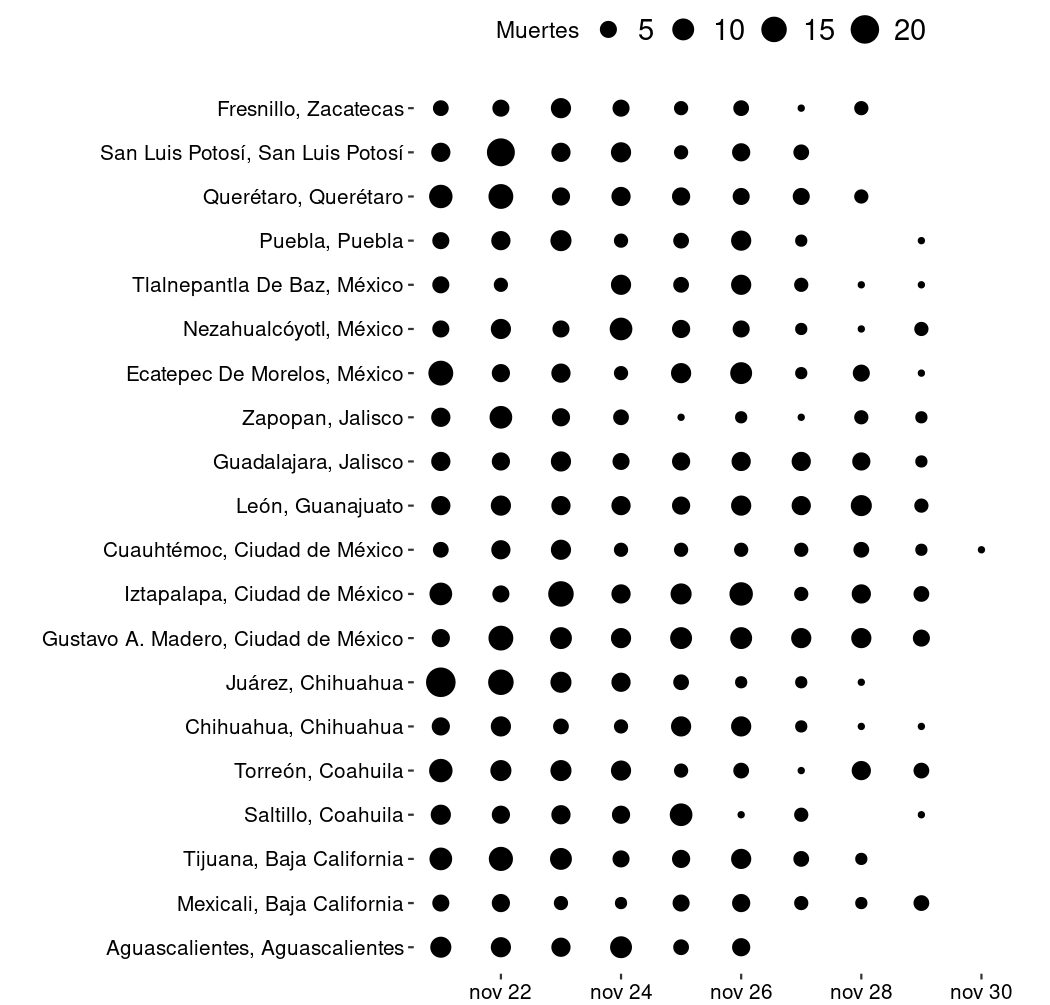 Muertes 5 10 15 20
Fresnillo, Zacatecas
San Luis Potosí, San Luis Potosí
Querétaro, Querétaro
Puebla, Puebla
Tlalnepantla De Baz, México
Nezahualcóyotl, México
Ecatepec De Morelos, México
Zapopan, Jalisco
Guadalajara, Jalisco
León, Guanajuato
Cuauhtémoc, Ciudad de México
Iztapalapa, Ciudad de México
Gustavo A. Madero, Ciudad de México
Juárez, Chihuahua
Chihuahua, Chihuahua
Torreón, Coahuila
Saltillo, Coahuila
Tijuana, Baja California
Mexicali, Baja California
Aguascalientes, Aguascalientes
nov 22 nov 24 nov 26 nov 28 nov 30